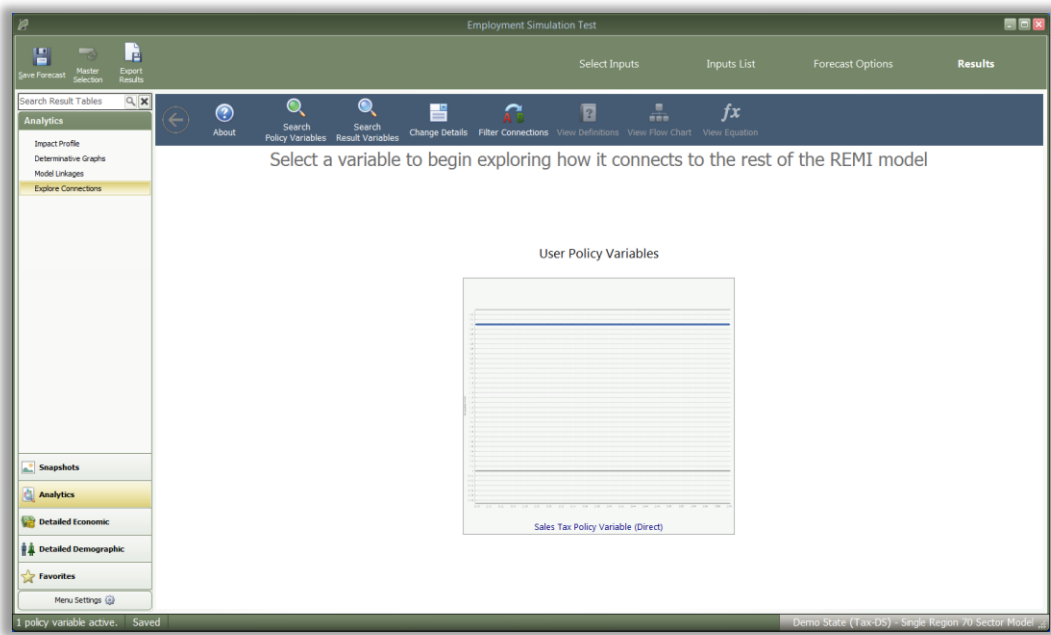 Employment Simulation Test
Save Forecast
Master
Selection
Export
Results
Select Inputs
Inputs List
Forecast Options
Results
Search Result Tables
Analytics
Impact Profile
Determinative Graphs
Model Linkages
Explore Connections
About
Search
Policy Variables
Search
Result Variables
Change Details
Filter Connections
View Definitions
View Flow Chart
fx
View Equation
Select a variable to begin exploring how it connects to the rest of the REMI model
User Policy Variables
Sales Tax Policy Variable (Direct)
Snapshots
Analytics
Detailed Economic
Detailed Demographic
Favorites
Menu Settings
1 policy variable active.
Saved
Demo State (Tax-DS) - Single Region 70 Sector Model